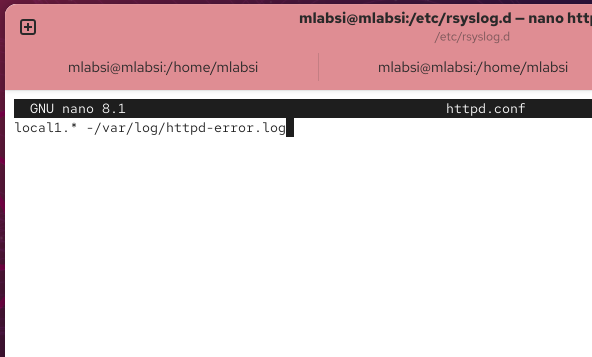 mlabsi@mlabsi:/etc/rsyslog.d — nano http
/etc/rsyslog.d
mlabsi@mlabsi:/home/mlabsi
mlabsi@mlabsi:/home/mlabsi
GNU nano 8.1 httpd.conf
local1.* -/var/log/httpd-error.log